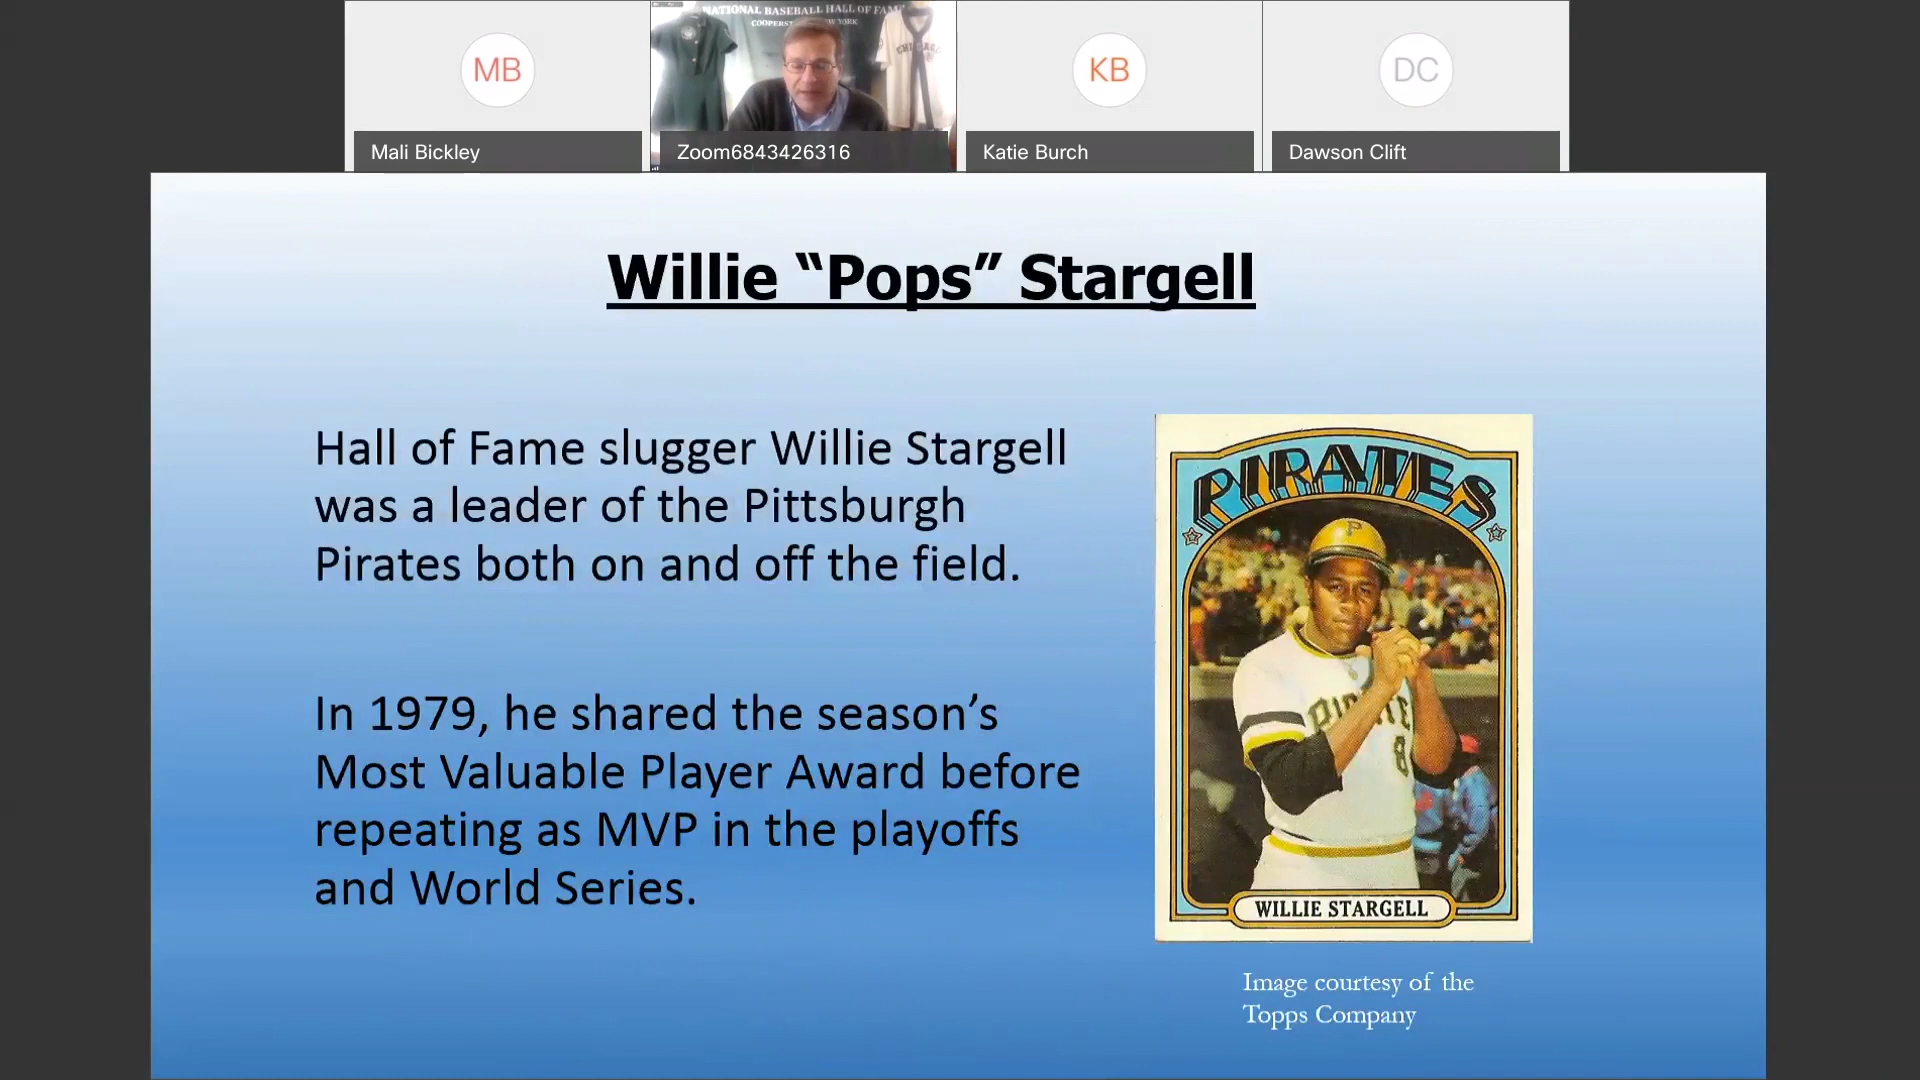 NATIONAL BASEBALL HALL OF FAME
MB
KB
DC
Mali Bickley
Zoom6843426316
Katie Burch
Dawson Clift
Willie “Pops” Stargell
Hall of Fame slugger Willie Stargell
was a leader of the Pittsburgh
Pirates both on and off the field.
In 1979, he shared the season’s
Most Valuable Player Award before
repeating as MVP in the playoffs
and World Series.
PIRATES
P
8
WILLIE STARGELL
Image courtesy of the
Topps Company